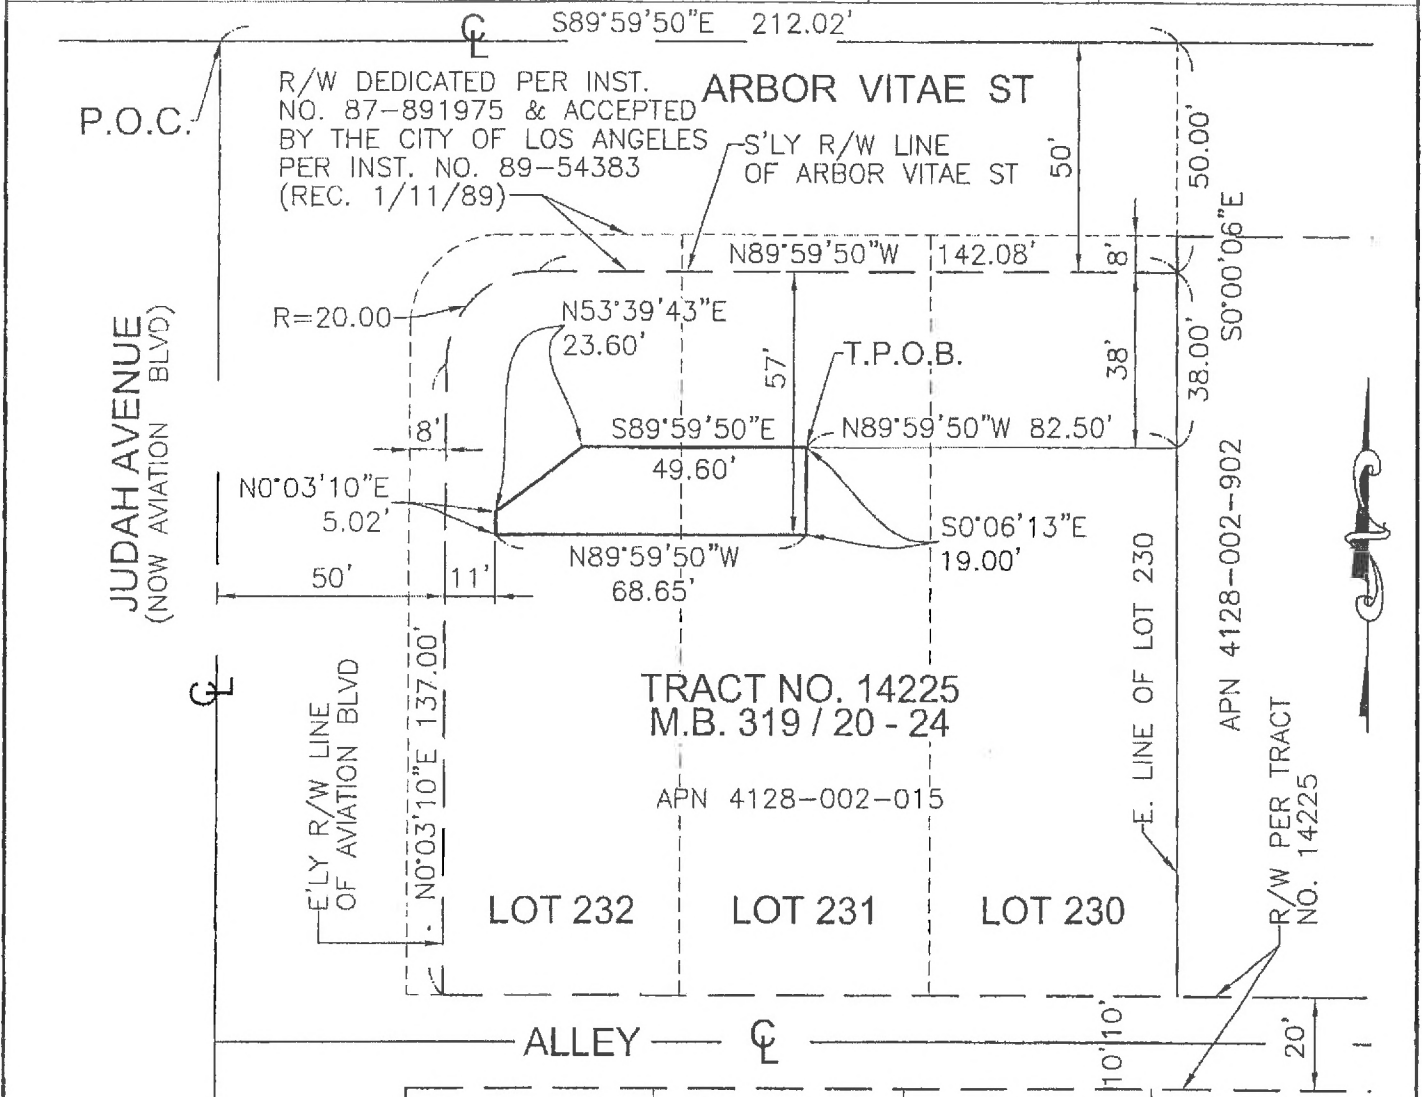 S89°59'50"E 212.02'
℄
P.O.C.
R/W DEDICATED PER INST.
NO. 87-891975 & ACCEPTED
BY THE CITY OF LOS ANGELES
PER INST. NO. 89-54383
(REC. 1/11/89)
ARBOR VITAE ST
S'LY R/W LINE
OF ARBOR VITAE ST
50'
50.00'
S0°00'06"E
N89°59'50"W 142.08'
8'
R=20.00
N53°39'43"E
23.60'
57'
T.P.O.B.
38'
38.00'
JUDAH AVENUE
(NOW AVIATION BLVD)
8'
S89°59'50"E
49.60'
N89°59'50"W 82.50'
N0°03'10"E
5.02'
S0°06'13"E
19.00'
N89°59'50"W
68.65'
50'
11'
E. LINE OF LOT 230
APN 4128-002-902
℄
E'LY R/W LINE
OF AVIATION BLVD
N0°03'10"E 137.00'
TRACT NO. 14225
M.B. 319 / 20 - 24
APN 4128-002-015
R/W PER TRACT
NO. 14225
LOT 232
LOT 231
LOT 230
ALLEY
℄
10'
10'
20'